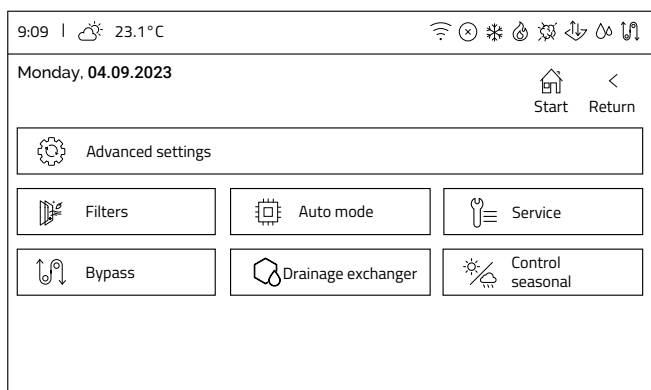 9:09 | 23.1°C
Monday, 04.09.2023
Start
Return
Advanced settings
Filters
Auto mode
Service
Bypass
Drainage exchanger
Control
seasonal